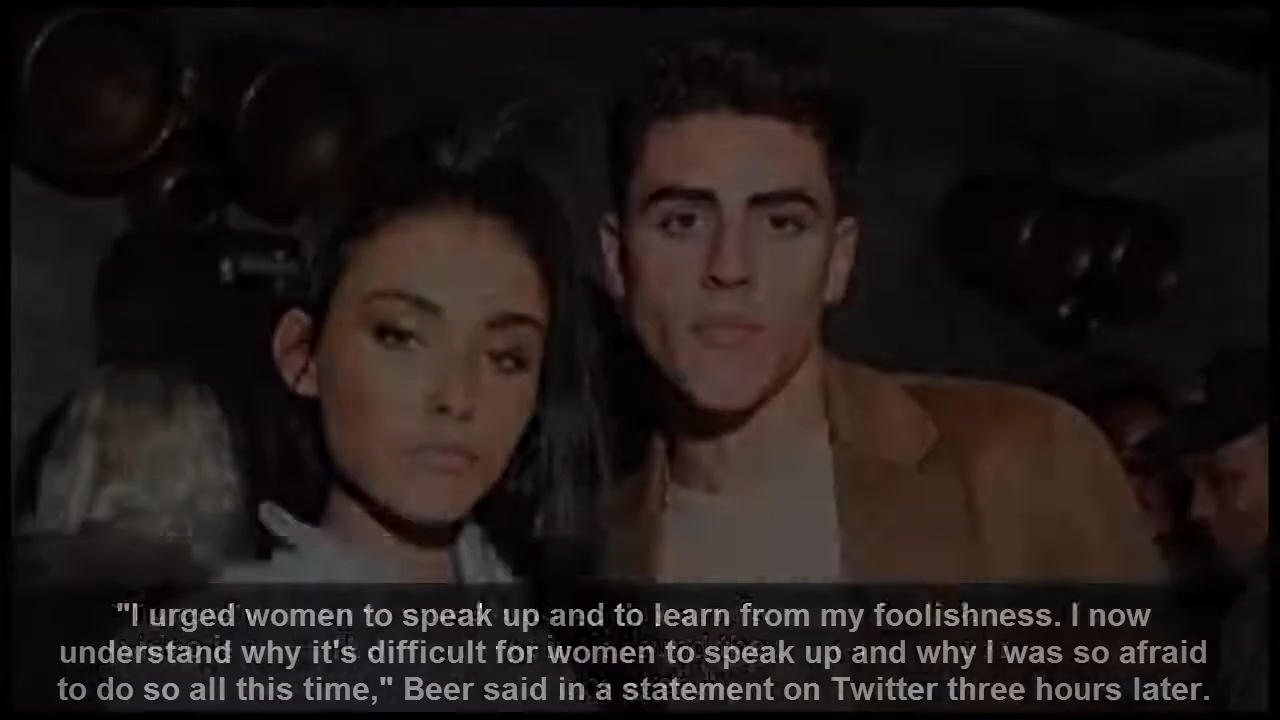 "I urged women to speak up and to learn from my foolishness. I now
understand why it's difficult for women to speak up and why I was so afraid
to do so all this time," Beer said in a statement on Twitter three hours later.